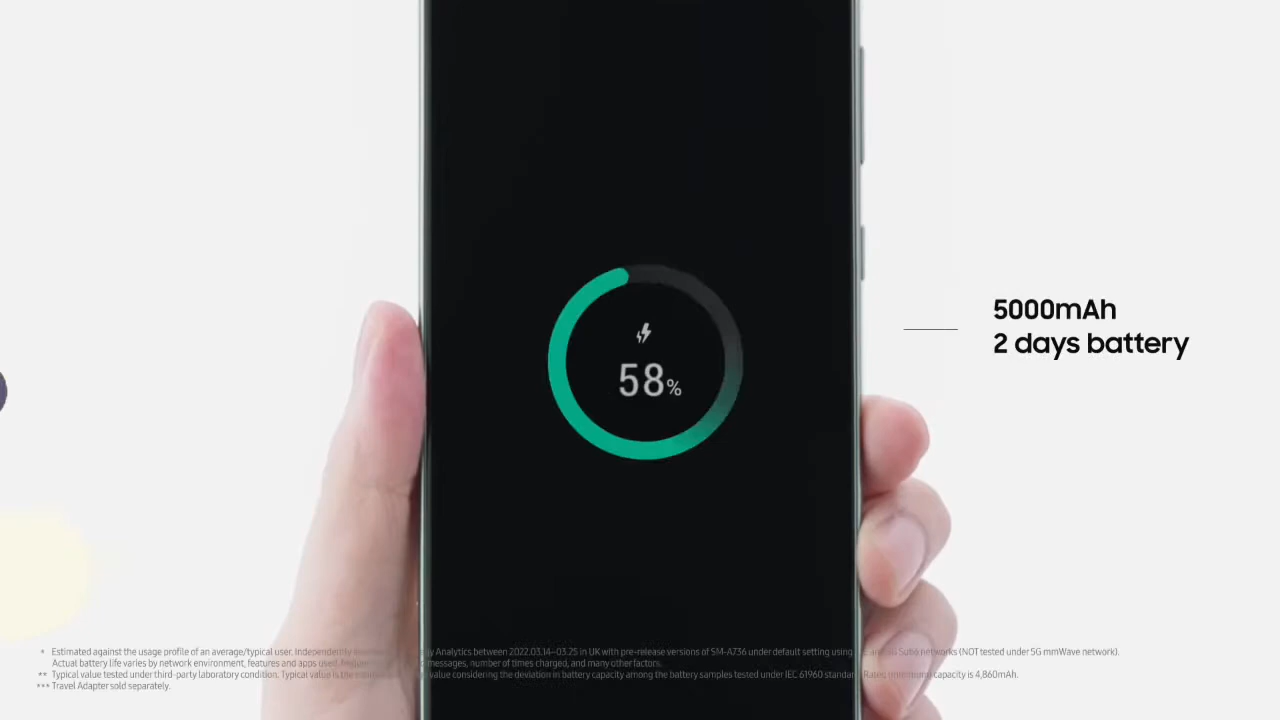 5000mAh
2 days battery
58%
* Estimated against the usage profile of an average/typical user. Independently Analytics between 2022.03.14–03.25 in UK with pre-release versions of SM-A736 under default setting using Sub6 networks (NOT tested under 5G mmWave network).
Actual battery life varies by network environment, features and apps used, messages, number of times charged, and many other factors.
** Typical value tested under third-party laboratory condition. Typical value is the value considering the deviation in battery capacity among the battery samples tested under IEC 61960 standard. Rated capacity is 4,860mAh.
*** Travel Adapter sold separately.